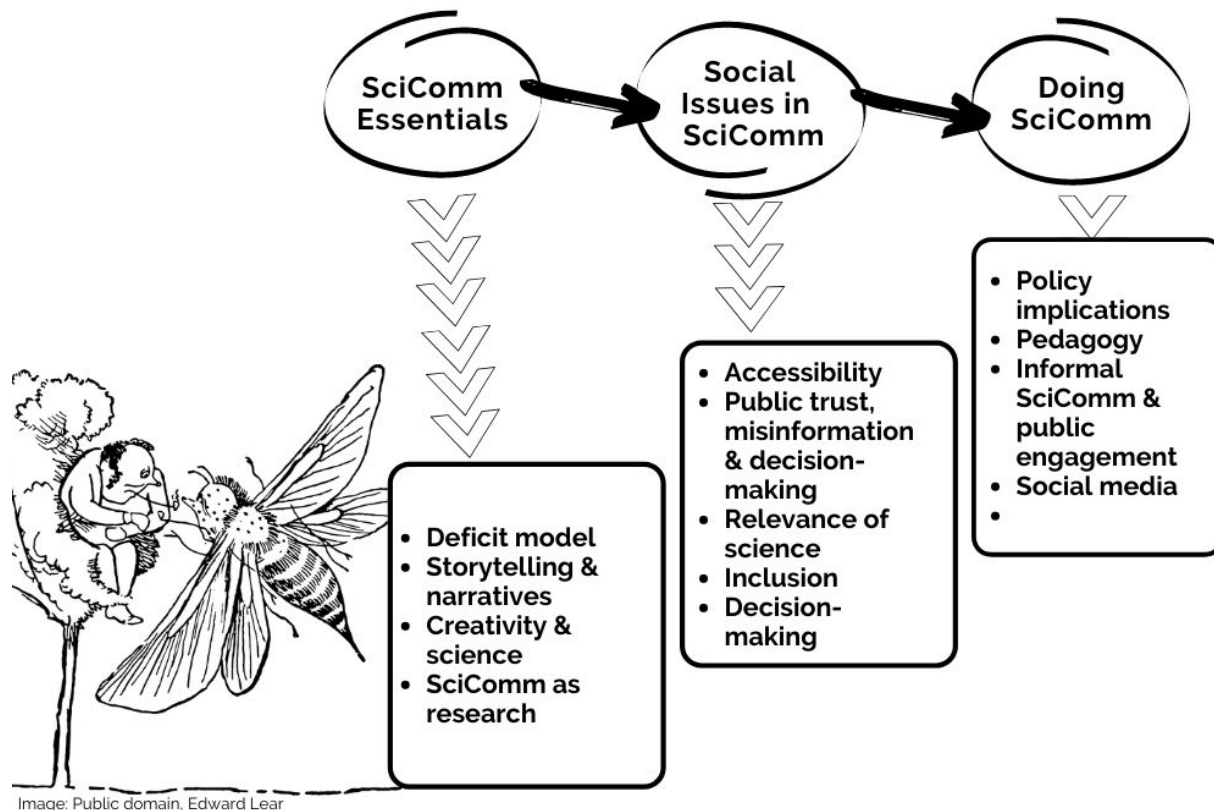 SciComm
Essentials
Social
Issues in
SciComm
Doing
SciComm
• Deficit model
• Storytelling &
narratives
• Creativity &
science
• SciComm as
research
• Accessibility
• Public trust,
misinformation
& decision-
making
• Relevance of
science
• Inclusion
• Decision-
making
• Policy
implications
• Pedagogy
• Informal
SciComm &
public
engagement
• Social media
•
Image: Public domain, Edward Lear